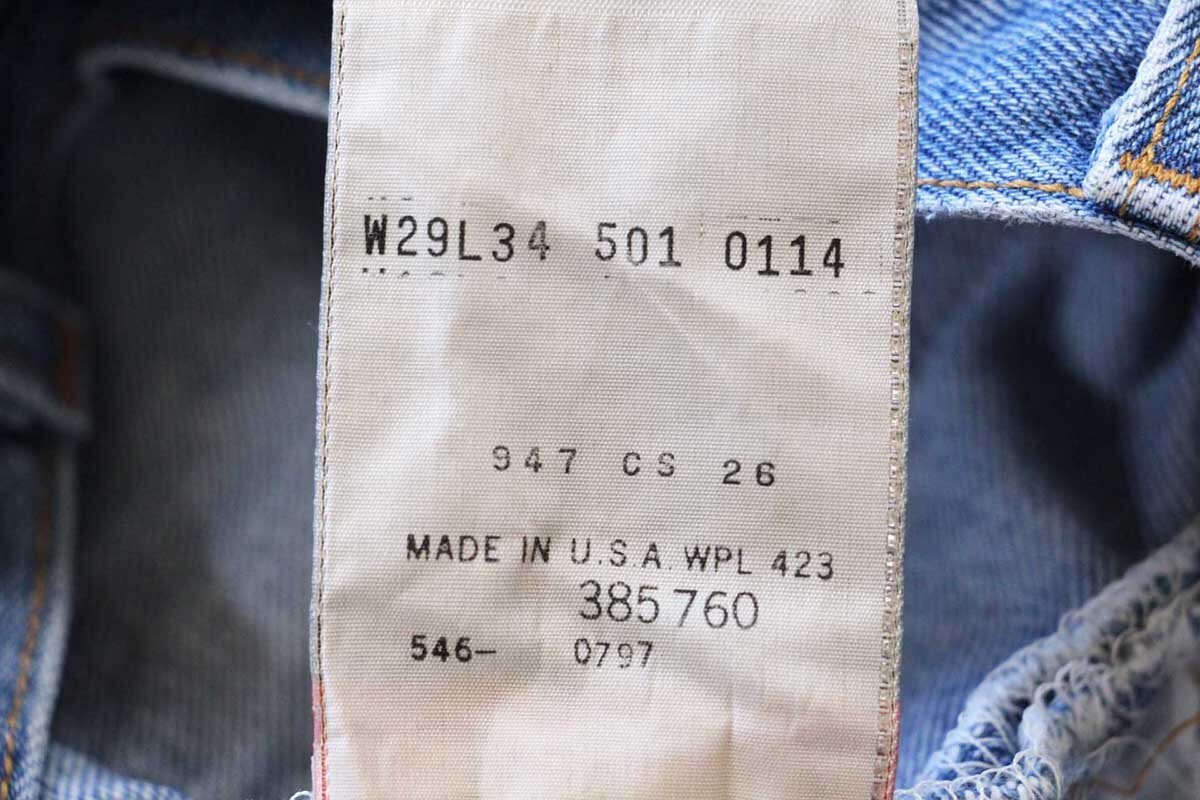 W29L34 501 0114
947 CS 26
MADE IN U.S.A. WPL 423
385760
546- 0797